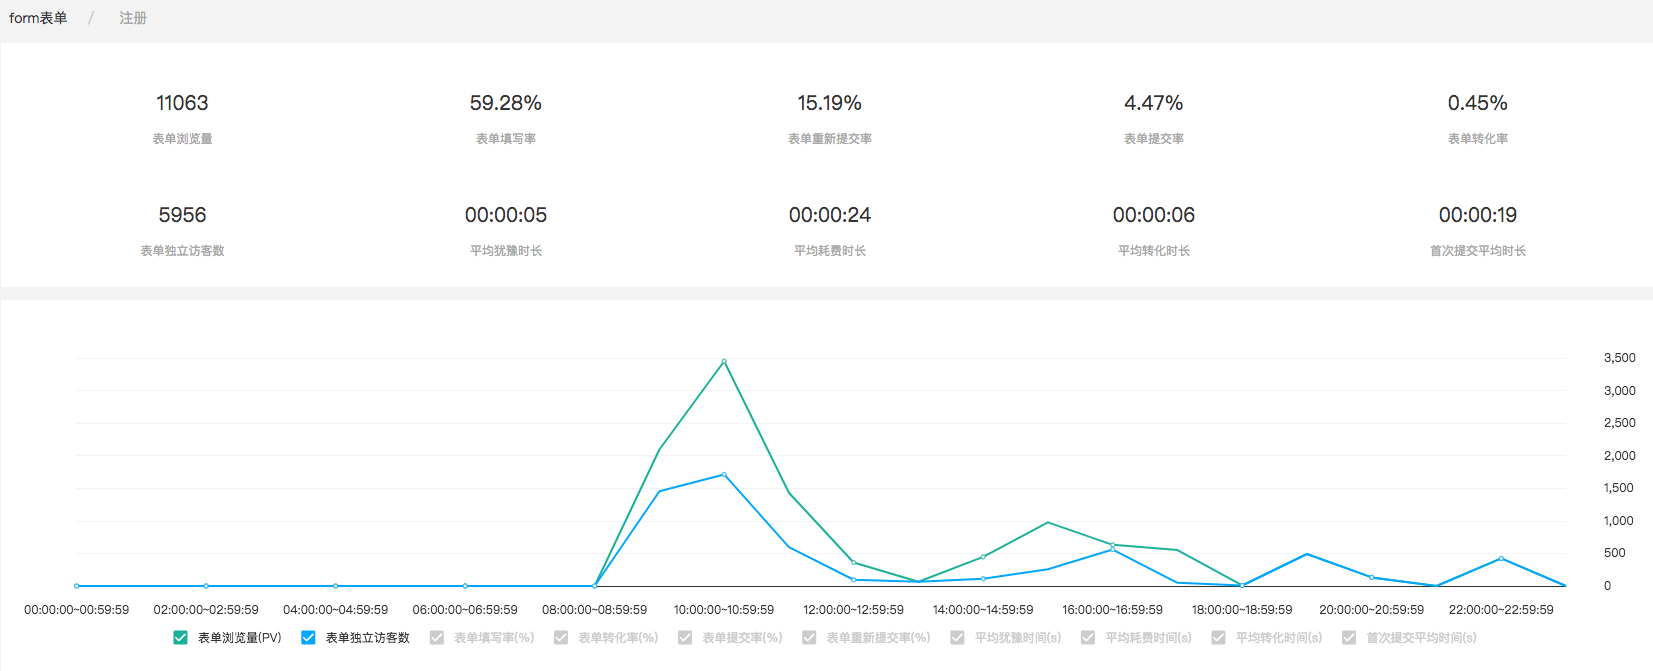 form表单 / 注册
11063 59.28% 15.19% 4.47% 0.45%
表单浏览量 表单填写率 表单重新提交率 表单提交率 表单转化率
5956 00:00:05 00:00:24 00:00:06 00:00:19
表单独立访客数 平均犹豫时长 平均耗费时长 平均转化时长 首次提交平均时长
3,500
3,000
2,500
2,000
1,500
1,000
500
0
00:00:00~00:59:59 02:00:00~02:59:59 04:00:00~04:59:59 06:00:00~06:59:59 08:00:00~08:59:59 10:00:00~10:59:59 12:00:00~12:59:59 14:00:00~14:59:59 16:00:00~16:59:59 18:00:00~18:59:59 20:00:00~20:59:59 22:00:00~22:59:59
表单浏览量(PV) 表单独立访客数 表单填写率(%) 表单转化率(%) 表单提交率(%) 表单重新提交率(%) 平均犹豫时间(s) 平均耗费时间(s) 平均转化时间(s) 首次提交平均时间(s)